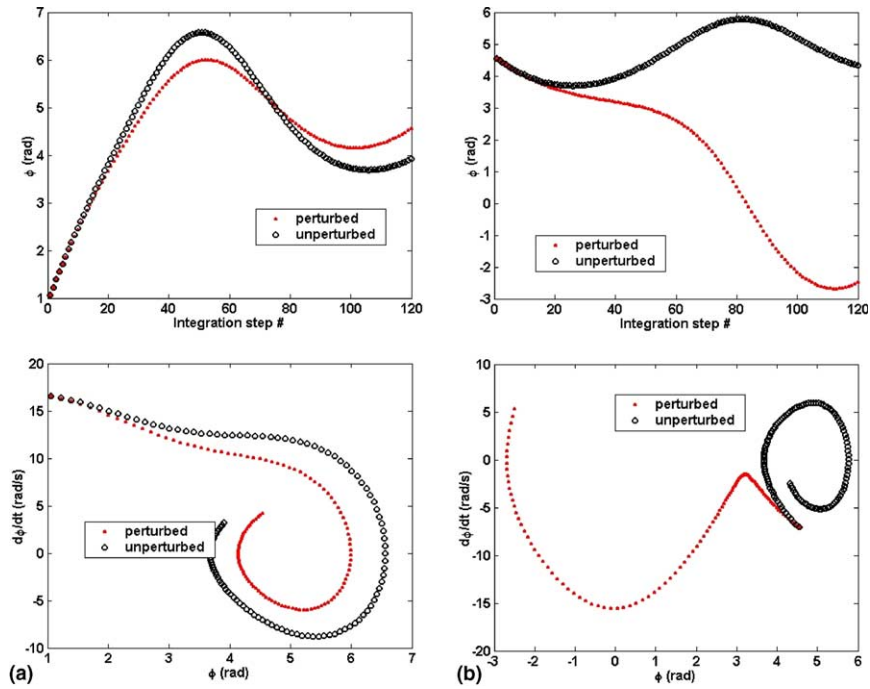 7
6
5
4
3
2
1
ϕ (rad)
perturbed
unperturbed
0 20 40 60 80 100 120
Integration step #
6
5
4
3
2
1
0
-1
-2
-3
ϕ (rad)
perturbed
unperturbed
0 20 40 60 80 100 120
Integration step #
20
15
10
5
0
-5
-10
dϕ/dt (rad/s)
perturbed
unperturbed
1 2 3 4 5 6 7
(a) ϕ (rad)
10
5
0
-5
-10
-15
-20
dϕ/dt (rad/s)
perturbed
unperturbed
-3 -2 -1 0 1 2 3 4 5 6
(b) ϕ (rad)